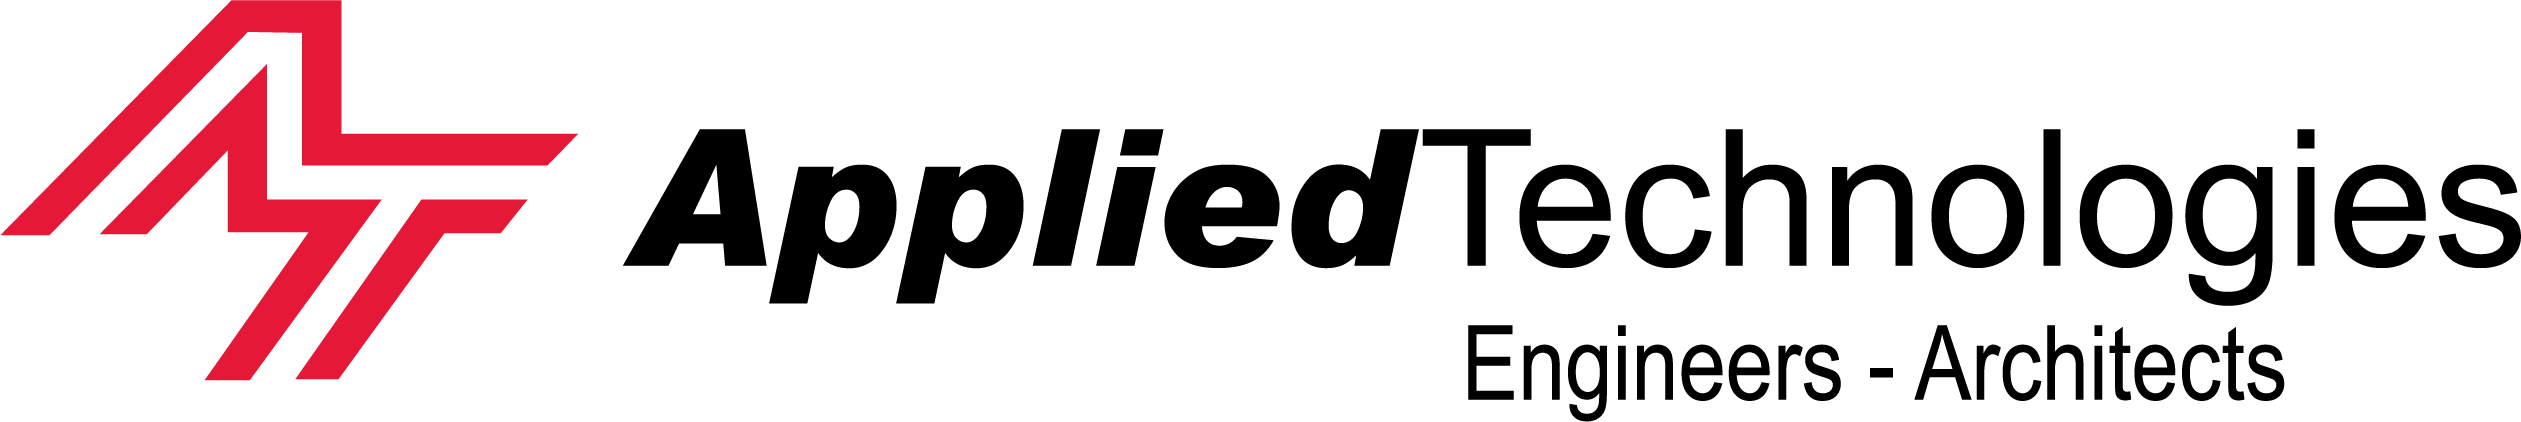 AppliedTechnologies
Engineers - Architects